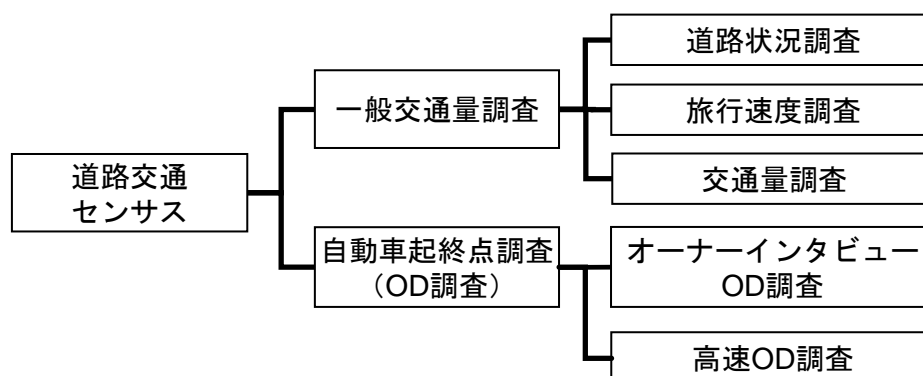 道路交通
センサス
一般交通量調査
道路状況調査
旅行速度調査
交通量調査
自動車起終点調査
（OD調査）
オーナーインタビュー
OD調査
高速OD調査